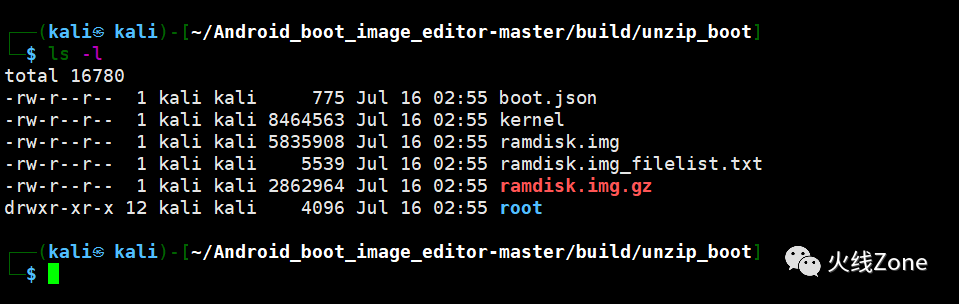 ┌──(kali㉿ kali)-[~/Android_boot_image_editor-master/build/unzip_boot]
└─$ ls -l
total 16780
-rw-r--r--  1 kali kali     775 Jul 16 02:55 boot.json
-rw-r--r--  1 kali kali 8464563 Jul 16 02:55 kernel
-rw-r--r--  1 kali kali 5835908 Jul 16 02:55 ramdisk.img
-rw-r--r--  1 kali kali    5539 Jul 16 02:55 ramdisk.img_filelist.txt
-rw-r--r--  1 kali kali 2862964 Jul 16 02:55 ramdisk.img.gz
drwxr-xr-x 12 kali kali    4096 Jul 16 02:55 root
┌──(kali㉿ kali)-[~/Android_boot_image_editor-master/build/unzip_boot]
└─$
火线Zone